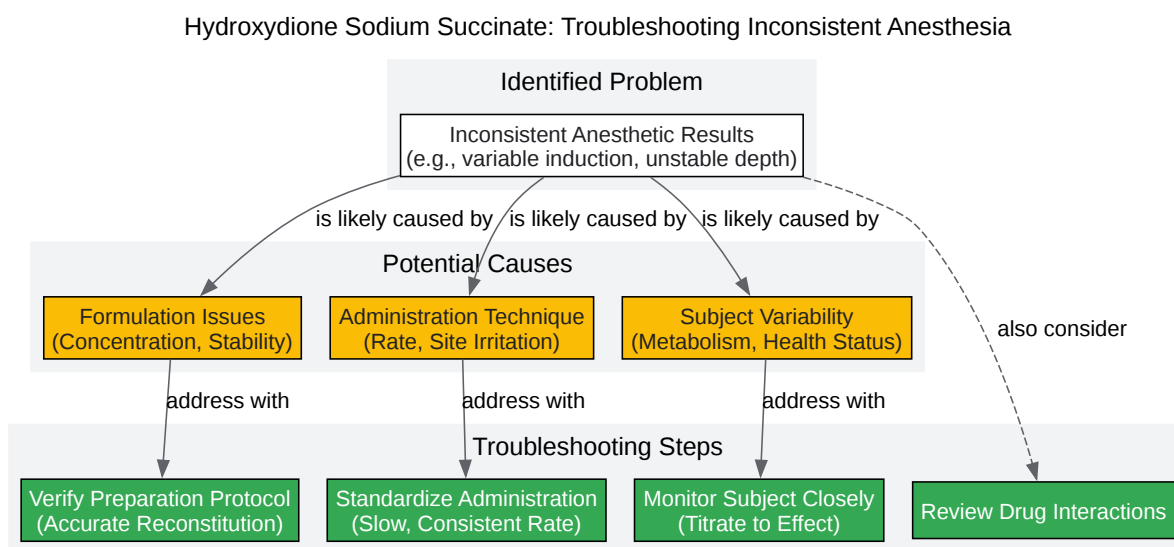 Hydroxydione Sodium Succinate: Troubleshooting Inconsistent Anesthesia
Identified Problem
Inconsistent Anesthetic Results
(e.g., variable induction, unstable depth)
is likely caused by
is likely caused by
is likely caused by
also consider
Potential Causes
Formulation Issues
(Concentration, Stability)
Administration Technique
(Rate, Site Irritation)
Subject Variability
(Metabolism, Health Status)
address with
address with
address with
Troubleshooting Steps
Verify Preparation Protocol
(Accurate Reconstitution)
Standardize Administration
(Slow, Consistent Rate)
Monitor Subject Closely
(Titrate to Effect)
Review Drug Interactions